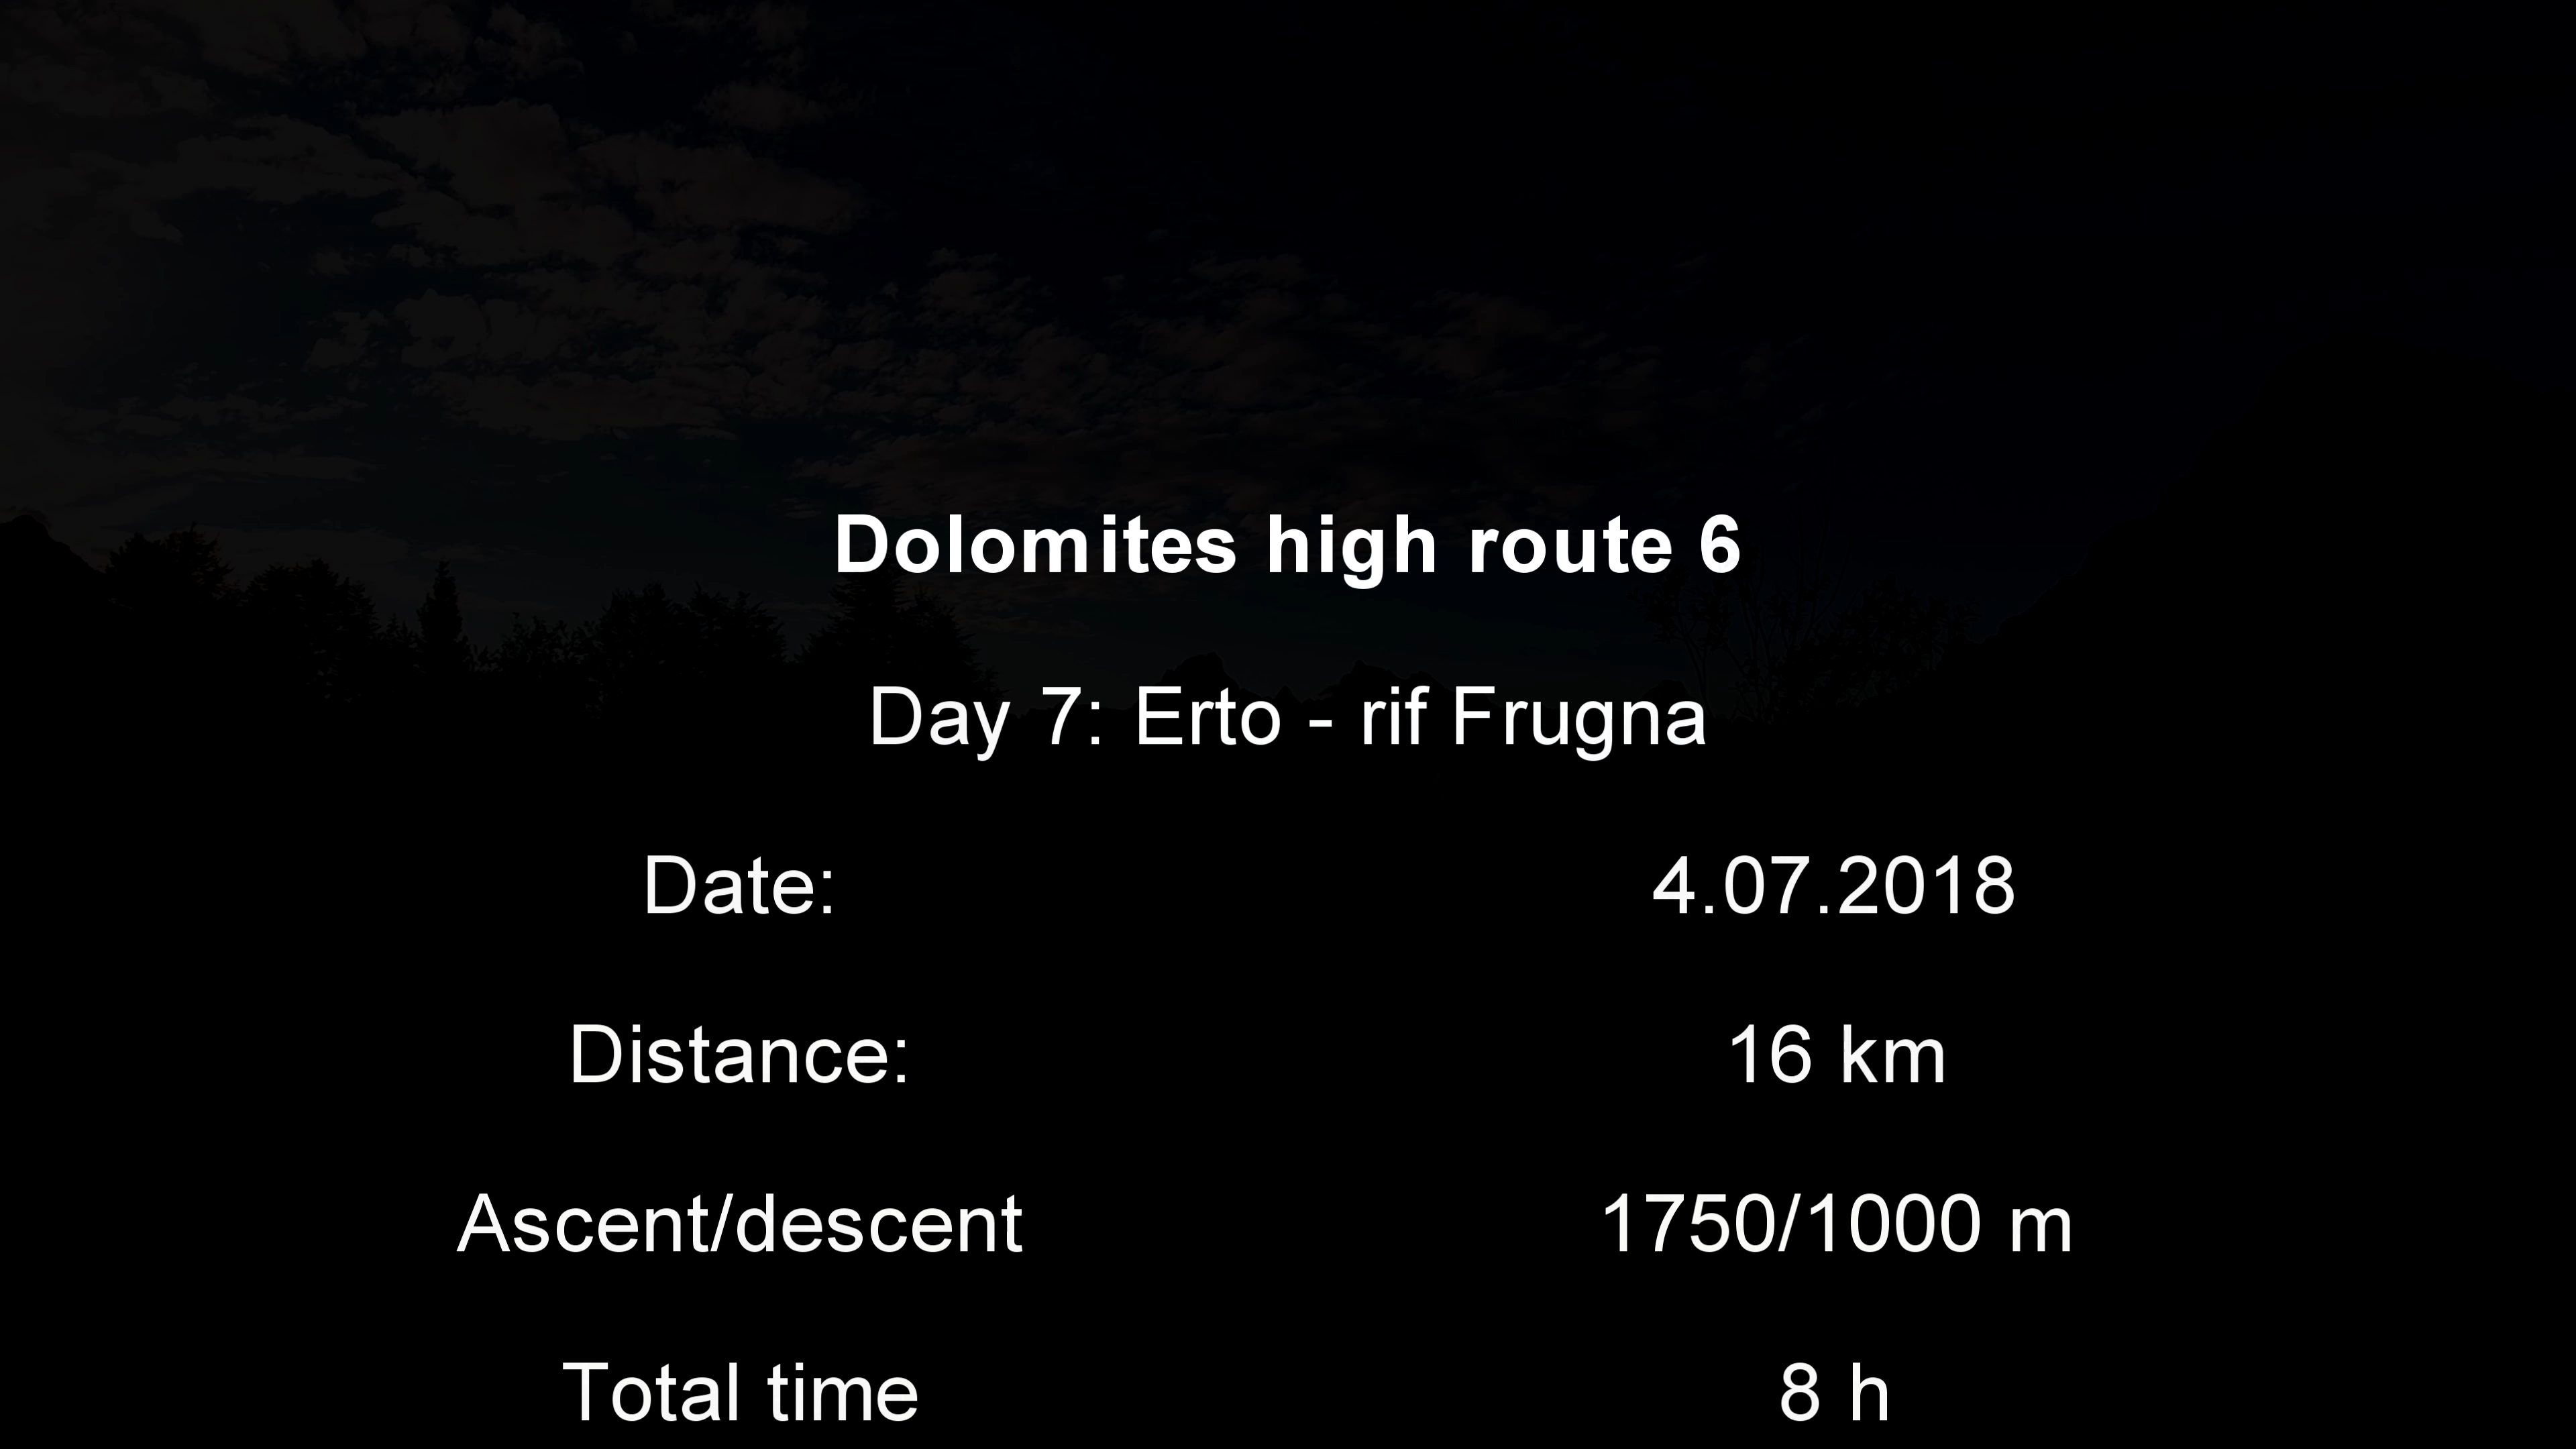 Dolomites high route 6
Day 7: Erto - rif Frugna
Date: 4.07.2018
Distance: 16 km
Ascent/descent 1750/1000 m
Total time 8 h